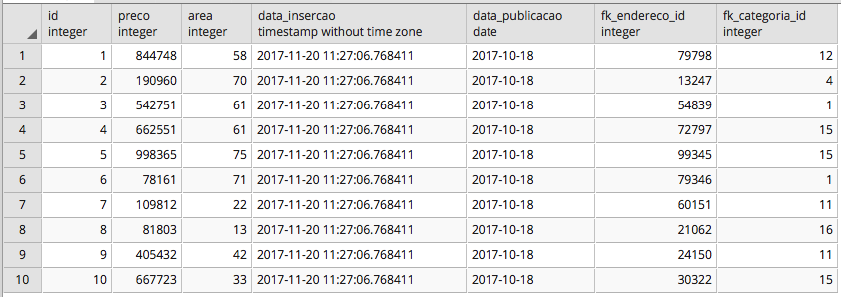 id preco area data_insercao data_publicacao fk_endereco_id fk_categoria_id
integer integer integer timestamp without time zone date integer integer
1 1 844748 58 2017-11-20 11:27:06.768411 2017-10-18 79798 12
2 2 190960 70 2017-11-20 11:27:06.768411 2017-10-18 13247 4
3 3 542751 61 2017-11-20 11:27:06.768411 2017-10-18 54839 1
4 4 662551 61 2017-11-20 11:27:06.768411 2017-10-18 72797 15
5 5 998365 75 2017-11-20 11:27:06.768411 2017-10-18 99345 15
6 6 78161 71 2017-11-20 11:27:06.768411 2017-10-18 79346 1
7 7 109812 22 2017-11-20 11:27:06.768411 2017-10-18 60151 11
8 8 81803 13 2017-11-20 11:27:06.768411 2017-10-18 21062 16
9 9 405432 42 2017-11-20 11:27:06.768411 2017-10-18 24150 11
10 10 667723 33 2017-11-20 11:27:06.768411 2017-10-18 30322 15